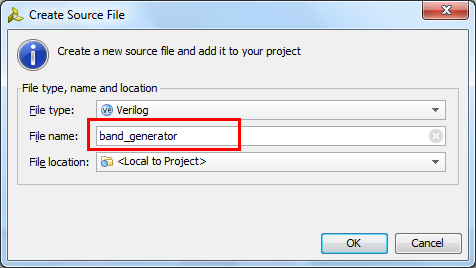 Create Source File
Create a new source file and add it to your project
File type, name and location
File type: Verilog
File name: band_generator
File location: <Local to Project>
OK Cancel